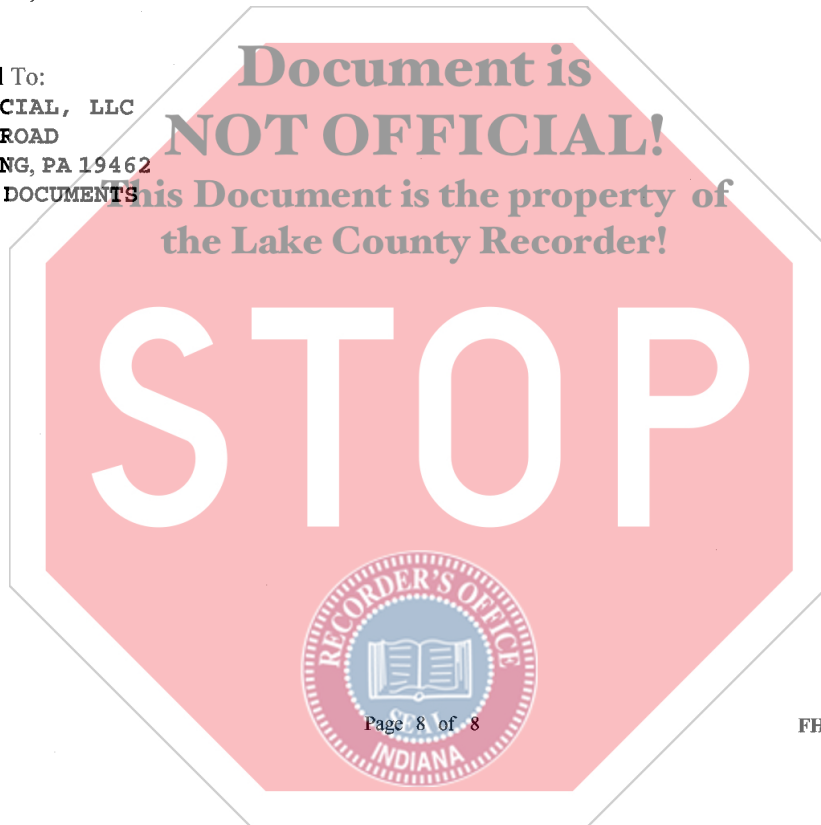 Document is
To:
CIAL, LLC
NOT OFFICIAL!
ROAD
NG, PA 19462
DOCUMENTS
This Document is the property of
the Lake County Recorder!
STOP
RECORDER'S OFFICE
SEAL
INDIANA
Page 8 of 8
FH